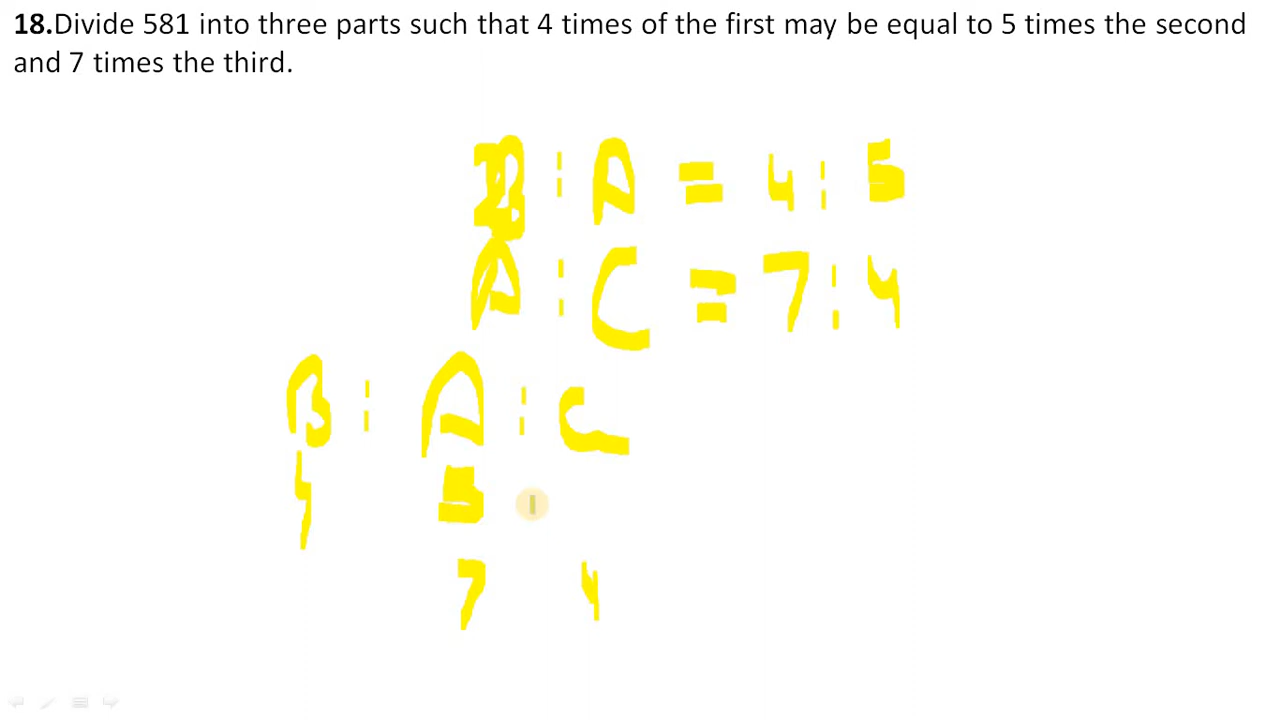 18.Divide 581 into three parts such that 4 times of the first may be equal to 5 times the second
and 7 times the third.
B : A = 4 : 5
A : C = 7 : 4
B : A : C
4 5
7 4